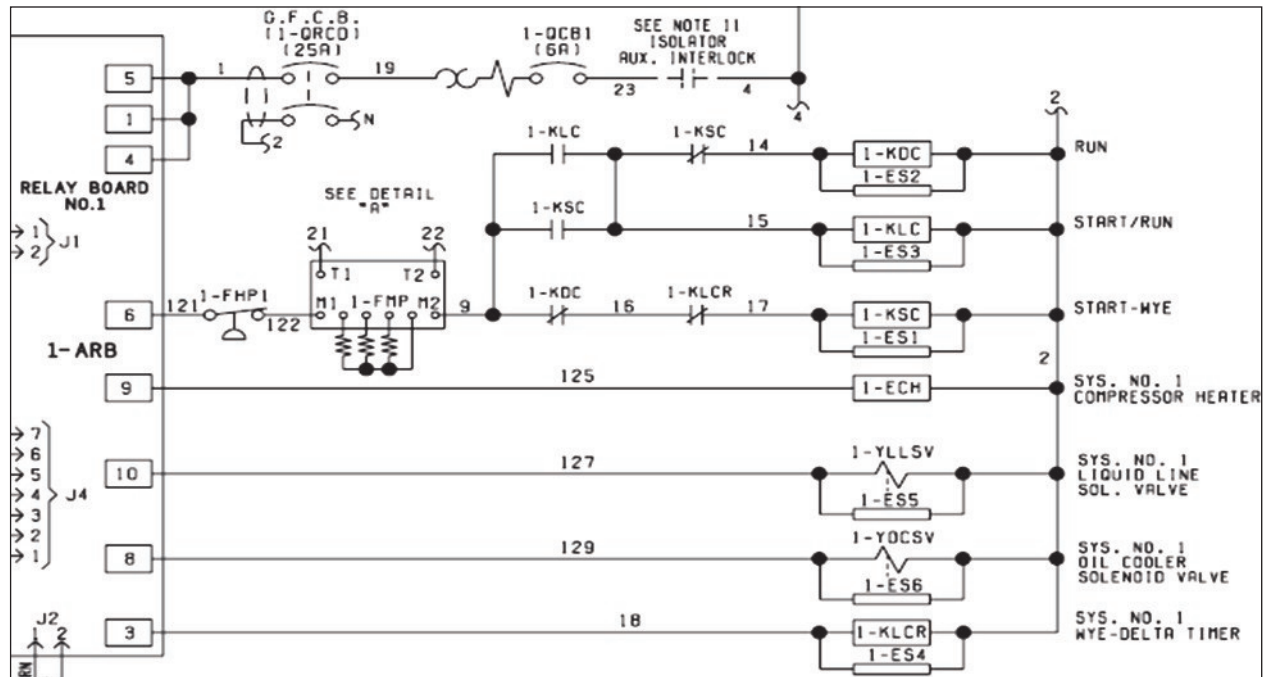 G.F.C.B.
(1-QRCD)
(25A)
1-QCB1
(6A)
SEE NOTE 11
ISOLATOR
AUX. INTERLOCK
5
1
19
23
4
1
2
N
4
2
4
RELAY BOARD
NO.1
1
2
J1
SEE DETAIL
"A"
21
22
T1
T2
M1
1-FMP
M2
9
1-KLC
1-KSC
14
1-KDC
1-ES2
RUN
1-KSC
15
1-KLC
1-ES3
START/RUN
6
121
1-FHP1
122
1-KDC
16
1-KLCR
17
1-KSC
1-ES1
START-WYE
1-ARB
2
9
125
1-ECH
SYS. NO. 1
COMPRESSOR HEATER
7
6
5
4
3
2
1
J4
10
127
1-YLLSV
1-ES5
SYS. NO. 1
LIQUID LINE
SOL. VALVE
8
129
1-YOCSV
1-ES6
SYS. NO. 1
OIL COOLER
SOLENOID VALVE
J2
1
2
3
18
1-KLCR
1-ES4
SYS. NO. 1
WYE-DELTA TIMER